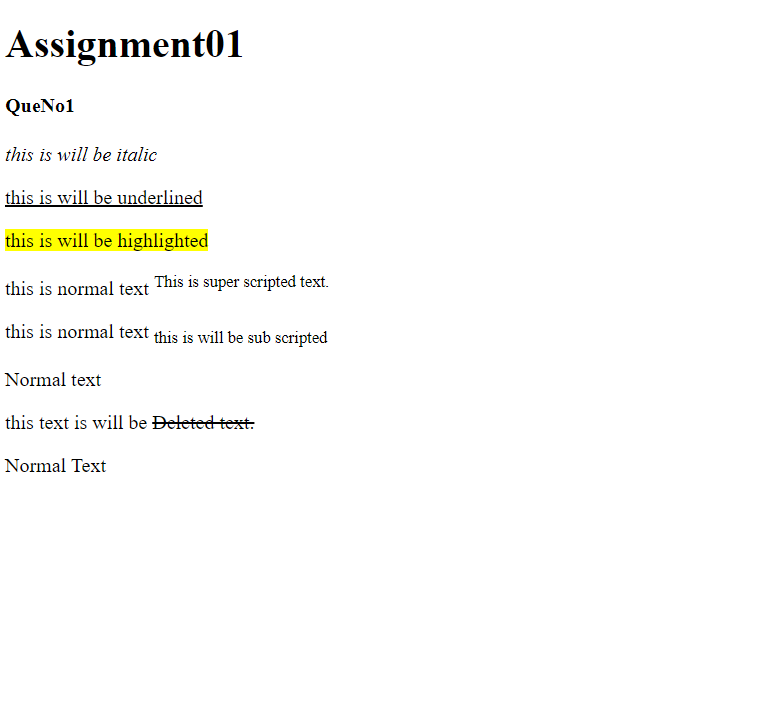 Assignment01
QueNo1
this is will be italic
this is will be underlined
this is will be highlighted
this is normal text This is super scripted text.
this is normal text this is will be sub scripted
Normal text
this text is will be Deleted text.
Normal Text